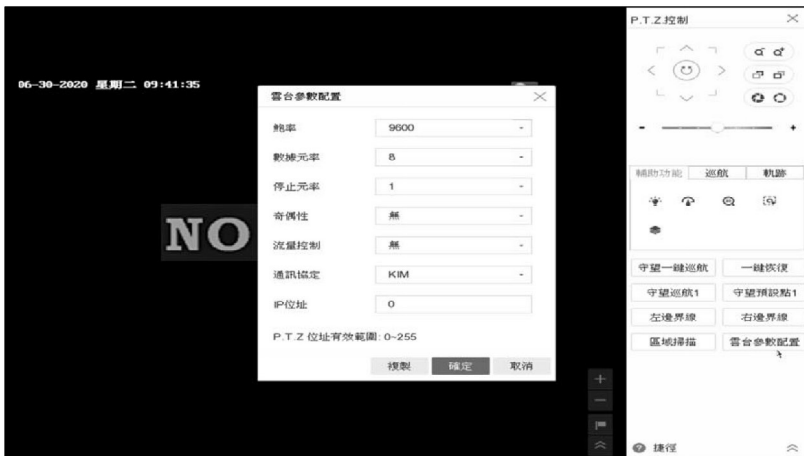 P.T.Z.控制
06-30-2020 星期二 09:41:35
NO
雲台參數配置
鮑率 9600
數據元率 8
停止元率 1
奇偶性 無
流量控制 無
通訊協定 KIM
IP位址 0
P.T.Z 位址有效範圍: 0~255
複製 確定 取消
輔助功能 巡航 軌跡
守望一鍵巡航 一鍵恢復
守望巡航1 守望預設點1
左邊界線 右邊界線
區域掃描 雲台參數配置
捷徑